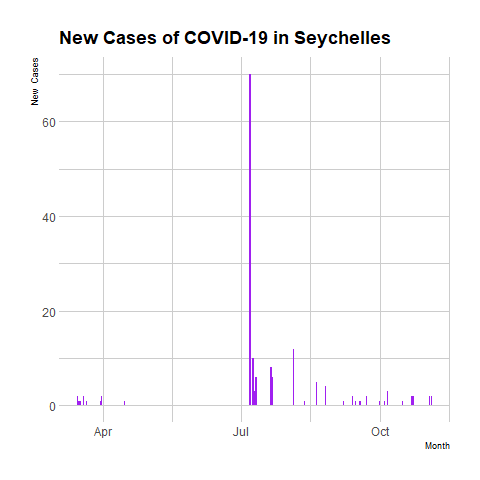 New Cases of COVID-19 in Seychelles
New Cases
60
40
20
0
Apr
Jul
Oct
Month